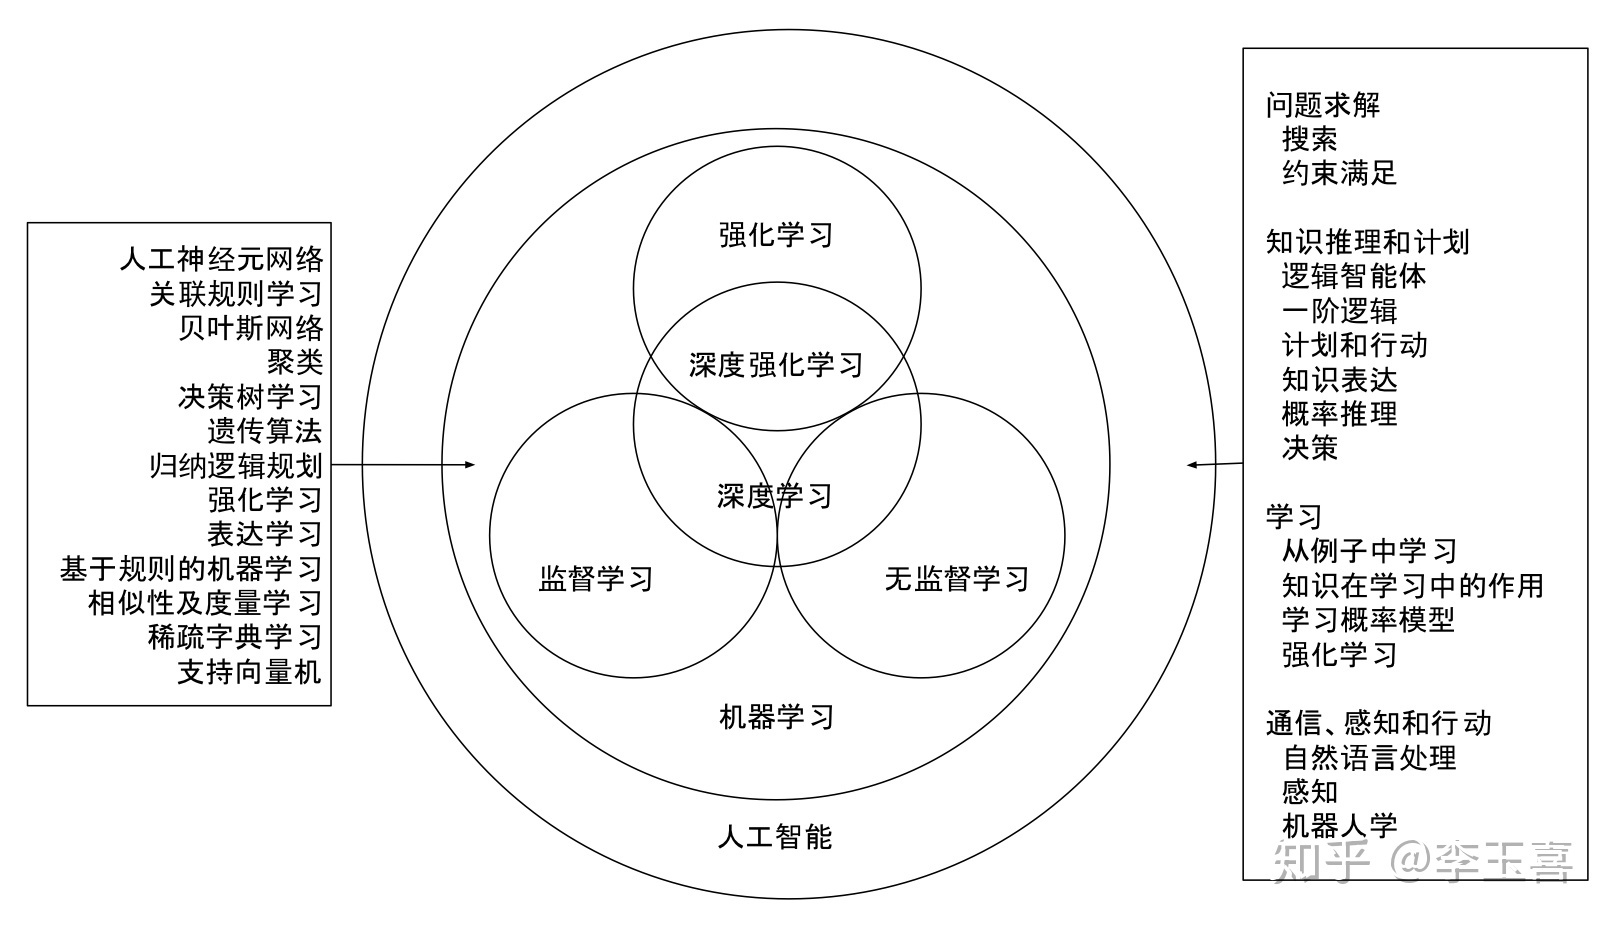 人工神经元网络
关联规则学习
贝叶斯网络
聚类
决策树学习
遗传算法
归纳逻辑规划
强化学习
表达学习
基于规则的机器学习
相似性及度量学习
稀疏字典学习
支持向量机
强化学习
深度强化学习
深度学习
监督学习
无监督学习
机器学习
人工智能
问题求解
搜索
约束满足
知识推理和计划
逻辑智能体
一阶逻辑
计划和行动
知识表达
概率推理
决策
学习
从例子中学习
知识在学习中的作用
学习概率模型
强化学习
通信、感知和行动
自然语言处理
感知
机器人学
知乎 @李玉喜